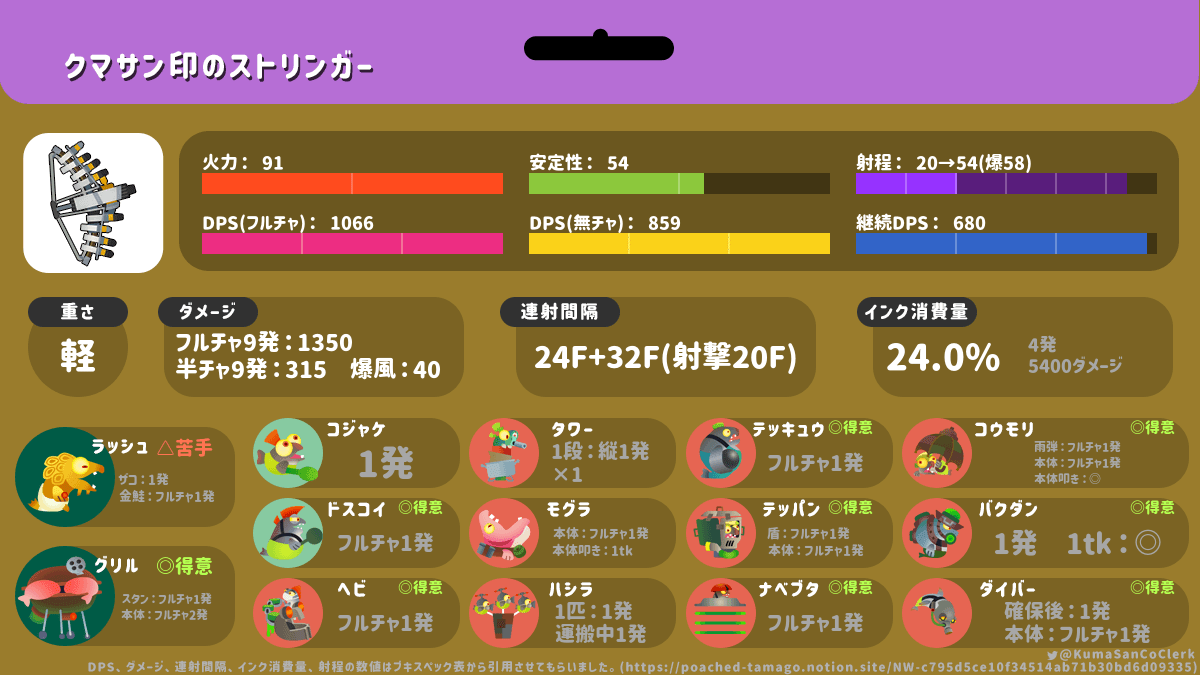 クマサン印のストリンガー
火力： 91
安定性： 54
射程： 20→54(爆58)
DPS(フルチャ)： 1066
DPS(無チャ)： 859
継続DPS： 680
重さ
軽
ダメージ
フルチャ9発：1350
半チャ9発：315　爆風：40
連射間隔
24F+32F(射撃20F)
インク消費量
24.0%
4発
5400ダメージ
ラッシュ △苦手
ザコ：1発
金鮭：フルチャ1発
グリル ◎得意
スタン：フルチャ1発
本体：フルチャ2発
コジャケ
1発
ドスコイ ◎得意
フルチャ1発
ヘビ ◎得意
フルチャ1発
タワー
1段：縦1発
×1
モグラ
本体：フルチャ1発
本体叩き：1tk
ハシラ
1匹：1発
運搬中1発
テッキュウ ◎得意
フルチャ1発
テッパン ◎得意
盾：フルチャ1発
本体：フルチャ1発
ナベブタ ◎得意
フルチャ1発
コウモリ ◎得意
雨弾：フルチャ1発
本体：フルチャ1発
本体叩き：◎
バクダン ◎得意
1発　1tk：◎
ダイバー ◎得意
確保後：1発
本体：フルチャ1発
@KumaSanCoClerk
DPS、ダメージ、連射間隔、インク消費量、射程の数値はブキスペック表から引用させてもらいました。(https://poached-tamago.notion.site/NW-c795d5ce10f34514ab71b30bd6d09335)